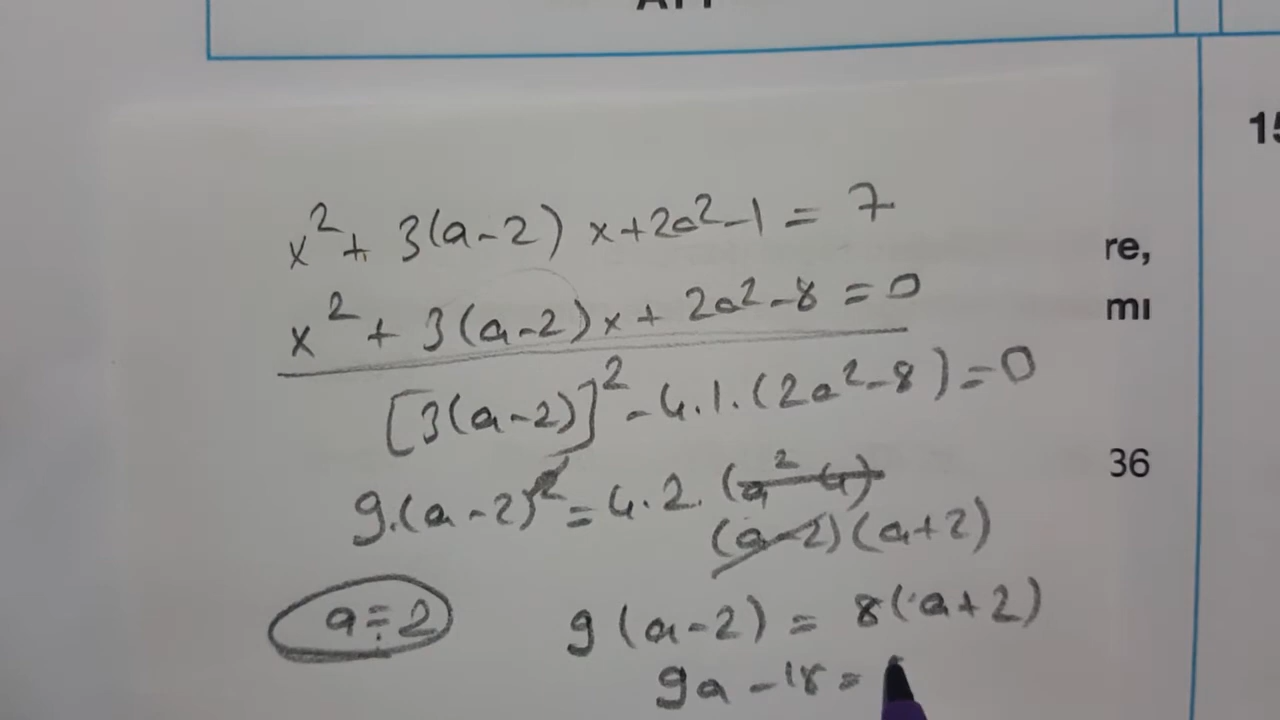 x² + 3(a-2) x + 2a² - 1 = 7
x² + 3(a-2)x + 2a² - 8 = 0
[3(a-2)]² - 4.1.(2a² - 8) = 0
9.(a-2)² = 4.2.(a² 4)
(a-2)(a+2)
a = 2
9(a-2) = 8(a+2)
9a - 18 =
15
re,
mı
36